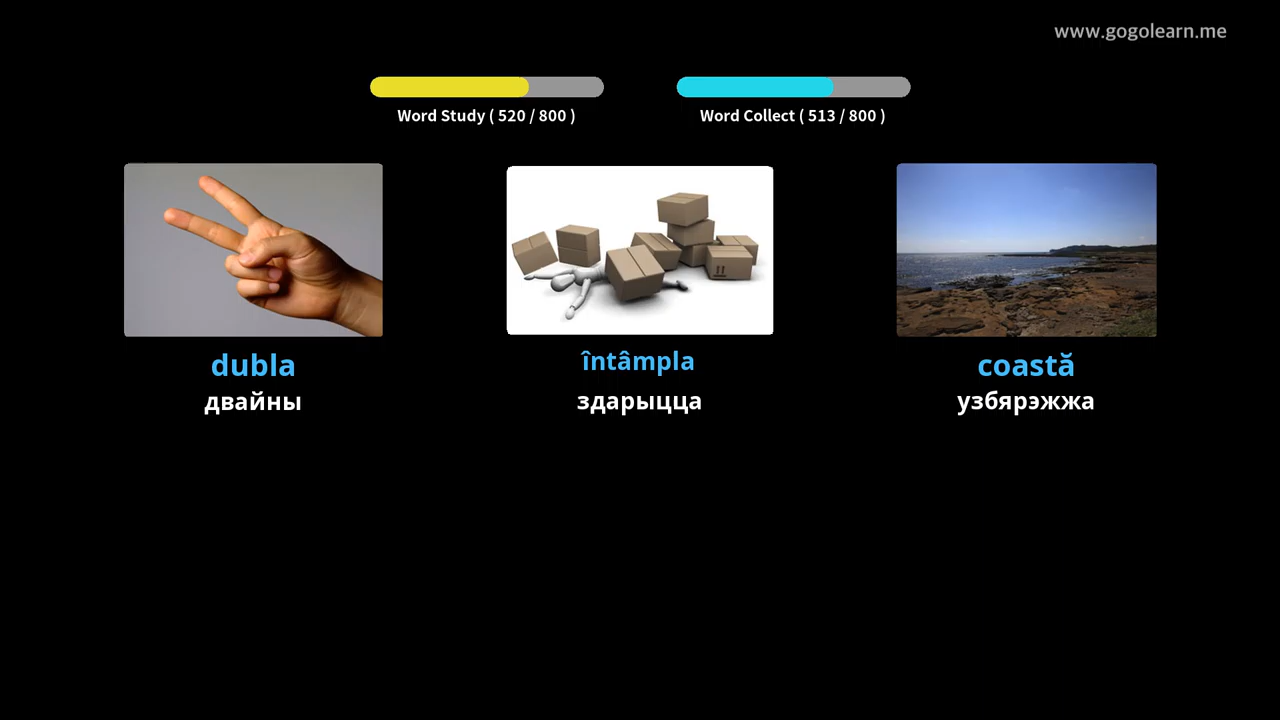 www.gogolearn.me
Word Study ( 520 / 800 )
Word Collect ( 513 / 800 )
dubla
двайны
întâmpla
здарыцца
coastă
узбярэжжа